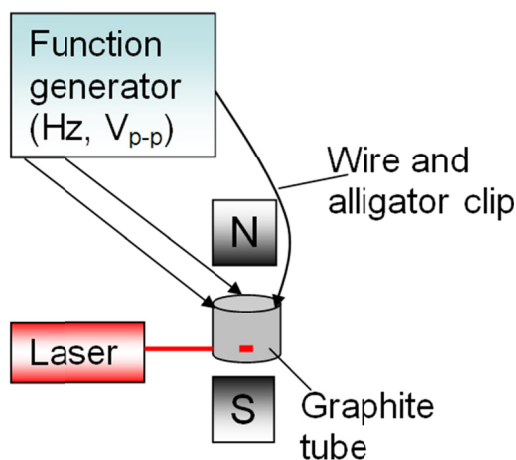 Function
generator
(Hz, Vp-p)
Wire and
alligator clip
N
Laser
S
Graphite
tube